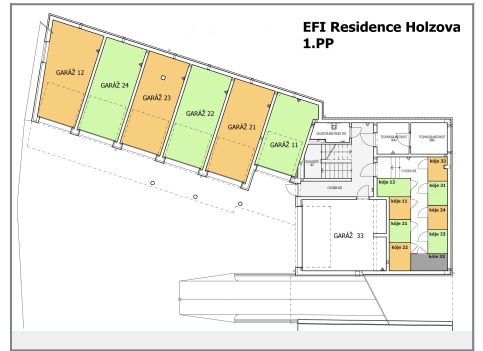 EFI Residence Holzova
1.PP
GARÁŽ 12
GARÁŽ 24
GARÁŽ 23
GARÁŽ 22
GARÁŽ 21
GARÁŽ 11
GARÁŽ 33
kóje 32
kóje 12
kóje 31
kóje 11
kóje 24
kóje 21
kóje 23
kóje 22
kóje 33